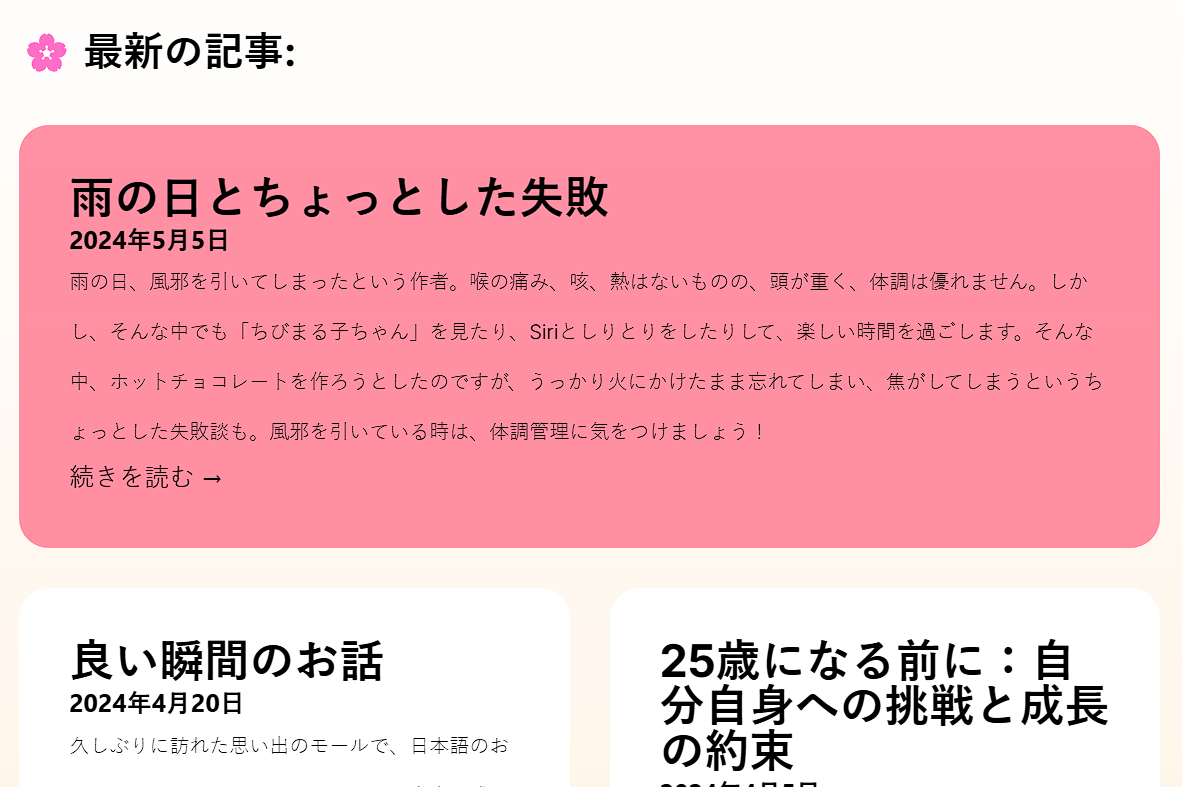 最新の記事:
雨の日とちょっとした失敗
2024年5月5日
雨の日、風邪を引いてしまったという作者。喉の痛み、咳、熱はないものの、頭が重く、体調は優れません。しか
し、そんな中でも「ちびまる子ちゃん」を見たり、Siriとしりとりをしたりして、楽しい時間を過ごします。そんな
中、ホットチョコレートを作ろうとしたのですが、うっかり火にかけたまま忘れてしまい、焦がしてしまうというち
ょっとした失敗談も。風邪を引いている時は、体調管理に気をつけましょう！
続きを読む →
良い瞬間のお話
2024年4月20日
久しぶりに訪れた思い出のモールで、日本語のお
25歳になる前に：自
分自身への挑戦と成長
の約束